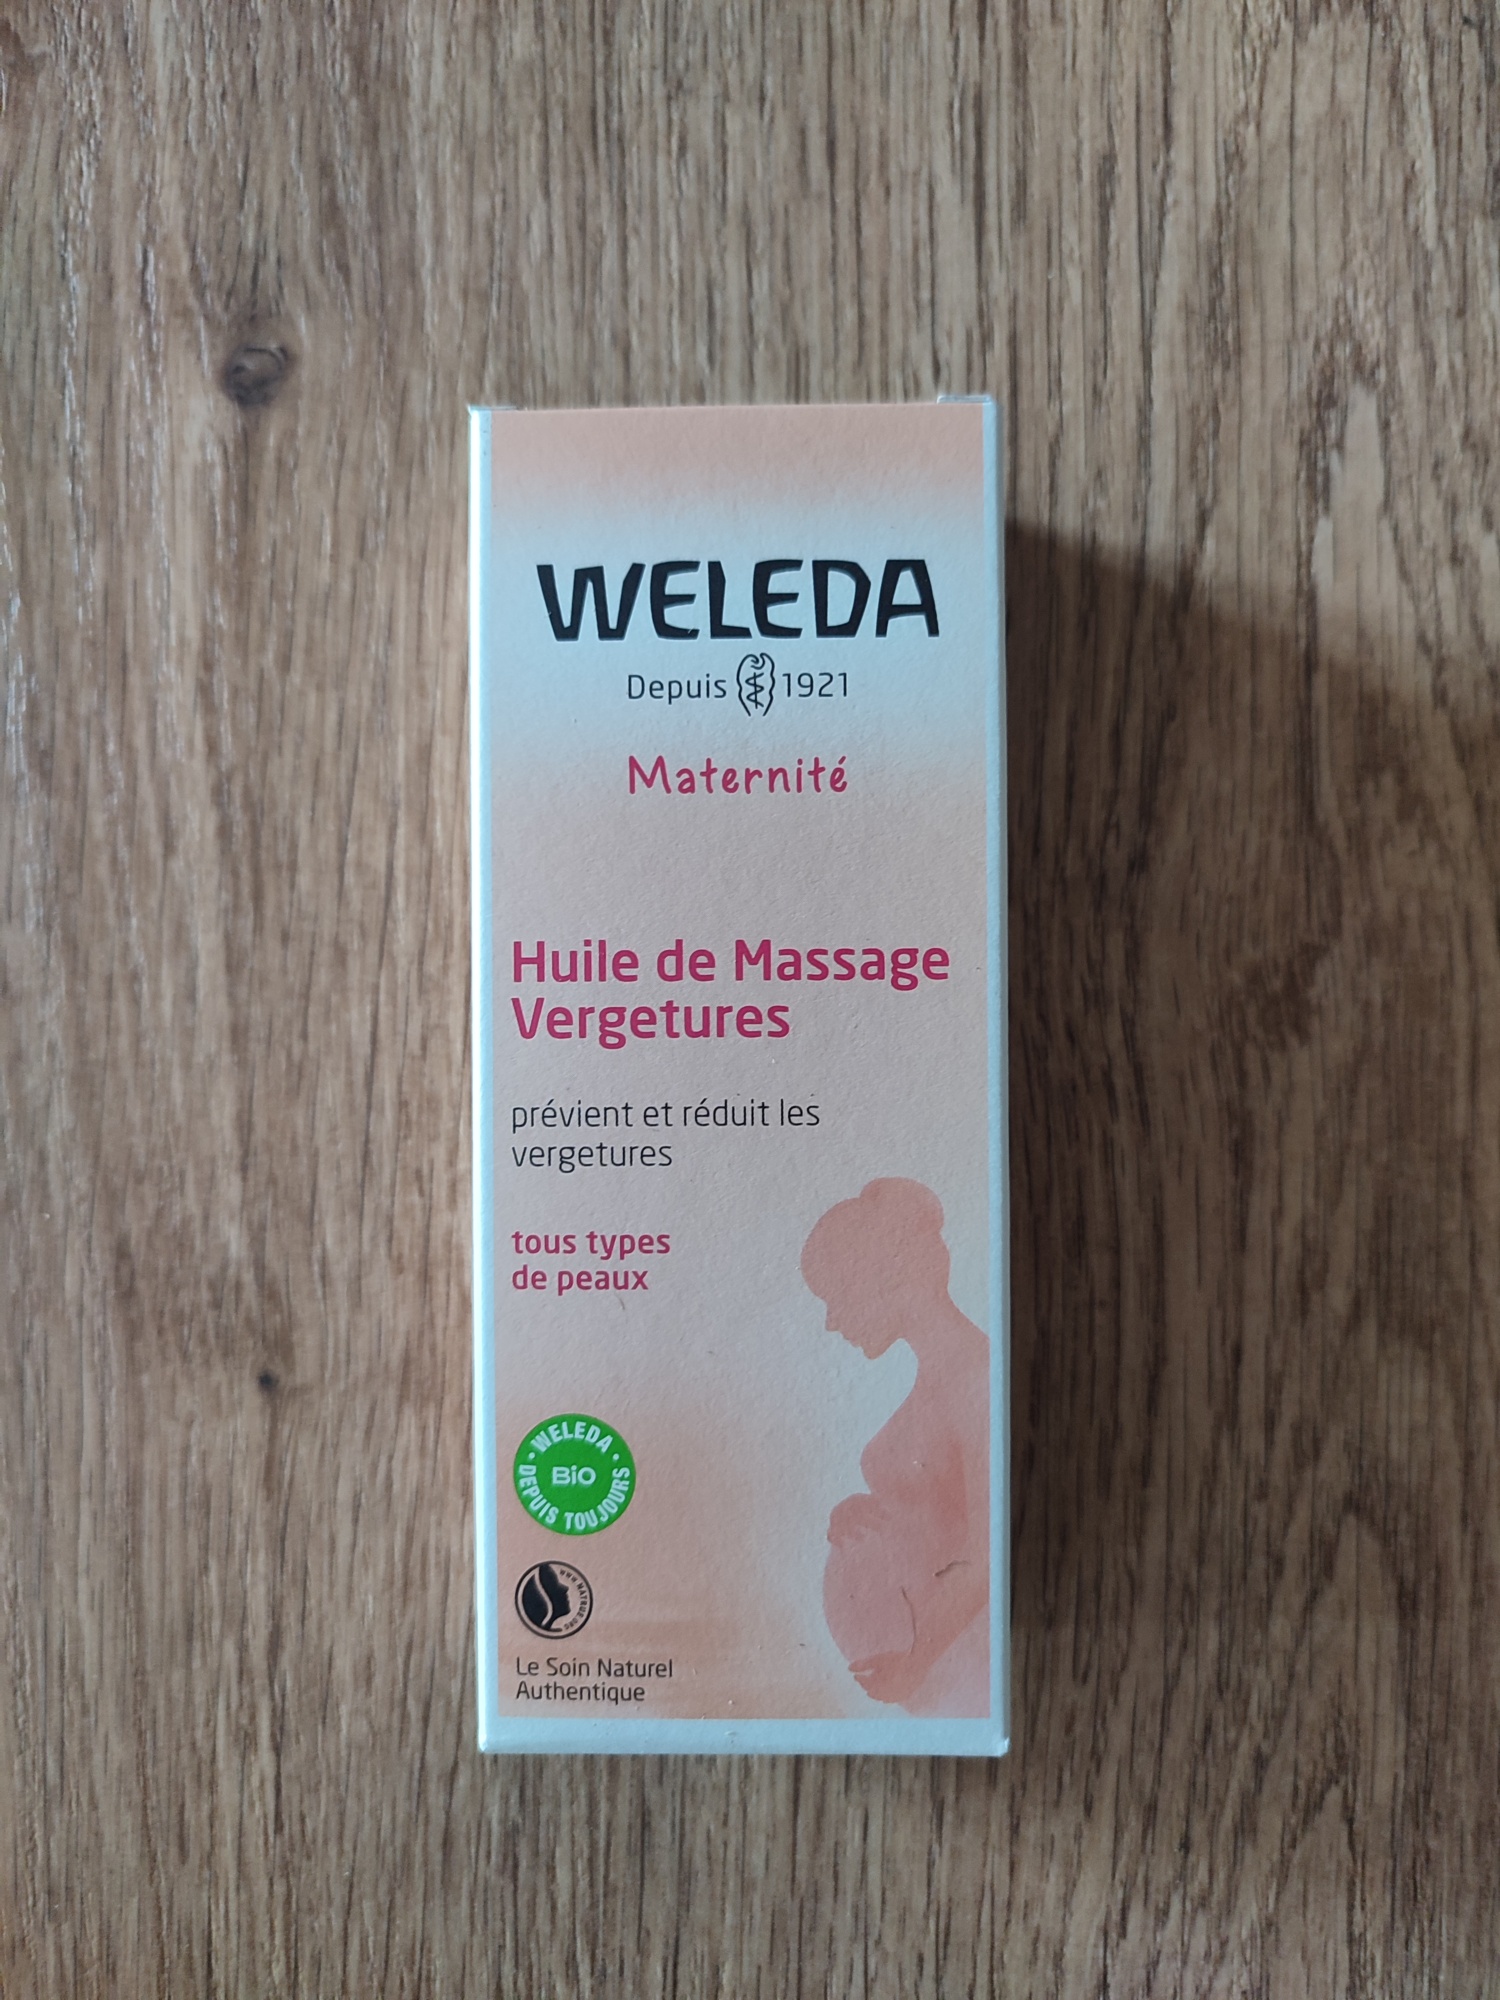 WELEDA
Depuis 1921
Maternité
Huile de Massage
Vergetures
prévient et réduit les
vergetures
tous types
de peaux
WELEDA
BiO
DEPUIS TOUJOURS
Le Soin Naturel
Authentique